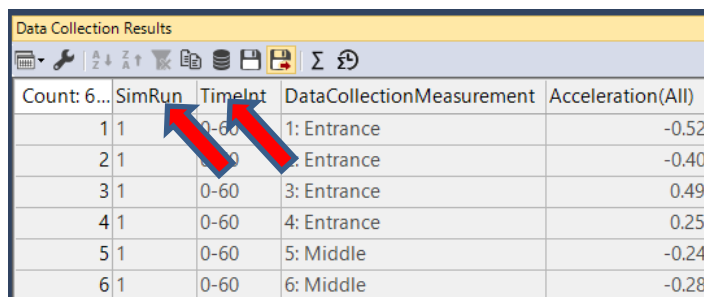 Data Collection Results
Count: 6... SimRun TimeInt DataCollectionMeasurement Acceleration(All)
1 1 0-60 1: Entrance -0.52
2 1 Entrance -0.40
3 1 0-60 3: Entrance 0.49
4 1 0-60 4: Entrance 0.25
5 1 0-60 5: Middle -0.24
6 1 0-60 6: Middle -0.28